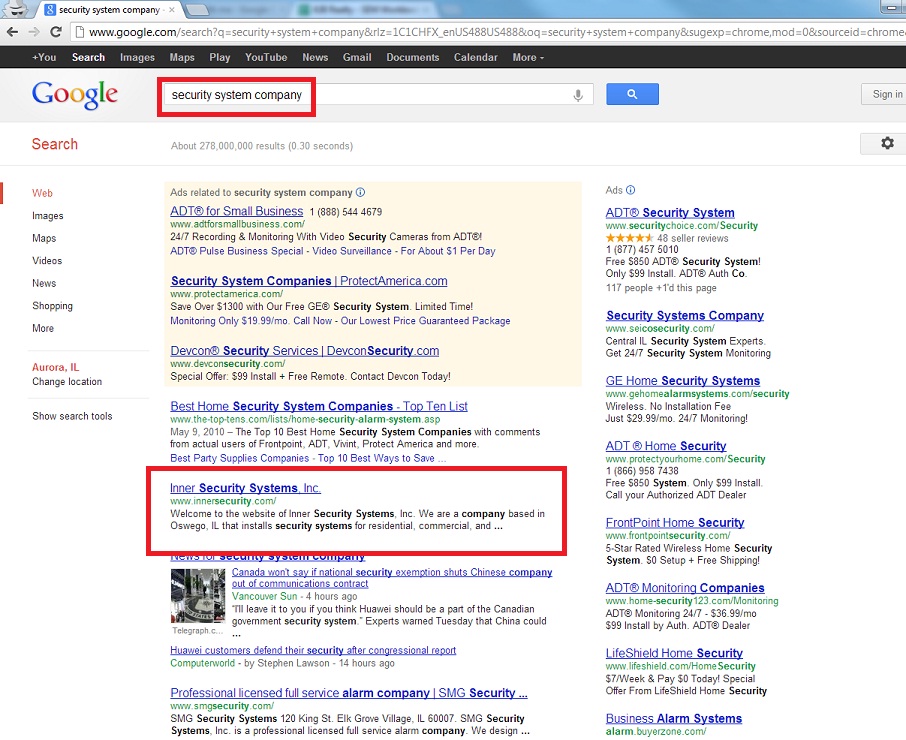 security system company -
www.google.com/search?q=security+system+company&rlz=1C1CHFX_enUS488US488&oq=security+system+company&sugexp=chrome,mod=0&sourceid=chrome&
+You Search Images Maps Play YouTube News Gmail Documents Calendar More
Google
security system company
Sign in
Search
About 278,000,000 results (0.30 seconds)
Web
Images
Maps
Videos
News
Shopping
More
Aurora, IL
Change location
Show search tools
Ads related to security system company
ADT® for Small Business 1 (888) 544 4679
www.adtforsmallbusiness.com/
24/7 Recording & Monitoring With Video Security Cameras from ADT®!
ADT® Pulse Business Special - Video Surveillance - For About $1 Per Day
Security System Companies | ProtectAmerica.com
www.protectamerica.com/
Save Over $1300 with Our Free GE® Security System. Limited Time!
Monitoring Only $19.99/mo. Call Now - Our Lowest Price Guaranteed Package
Devcon® Security Services | DevconSecurity.com
www.devconsecurity.com/
Special Offer: $99 Install + Free Remote. Contact Devcon Today!
Best Home Security System Companies - Top Ten List
www.the-top-tens.com/lists/home-security-alarm-system.asp
May 9, 2010 – The Top 10 Best Home Security System Companies with comments
from actual users of Frontpoint, ADT, Vivint, Protect America and more.
Best Party Supplies Companies - Top 10 Best Ways to Save ...
Inner Security Systems, Inc.
www.innersecurity.com/
Welcome to the website of Inner Security Systems, Inc. We are a company based in
Oswego, IL that installs security systems for residential, commercial, and ...
News for security system company
Canada won't say if national security exemption shuts Chinese company
out of communications contract
Vancouver Sun - 4 hours ago
"I'll leave it to you if you think Huawei should be a part of the Canadian
government security system." Experts warned Tuesday that China could
...
Telegraph.c...
Huawei customers defend their security after congressional report
Computerworld - by Stephen Lawson - 14 hours ago
Professional licensed full service alarm company | SMG Security ...
www.smgsecurity.com/
SMG Security Systems 120 King St. Elk Grove Village, IL 60007. SMG Security
Systems, Inc. is a professional licensed full service alarm company. We design ...
Ads
ADT® Security System
www.securitychoice.com/Security
48 seller reviews
1 (877) 457 5010
Free $850 ADT® Security System!
Only $99 Install. ADT® Auth Co.
117 people +1'd this page
Security Systems Company
www.seicosecurity.com/
Central IL Security System Experts.
Get 24/7 Security System Monitoring
GE Home Security Systems
www.gehomealarmsystems.com/security
Wireless. No Installation Fee
Just $29.99/mo. 24/7 Monitoring!
ADT ® Home Security
www.protectyourhome.com/Security
1 (866) 958 7438
Free $850 System. Only $99 Install.
Call your Authorized ADT Dealer
FrontPoint Home Security
www.frontpointsecurity.com/
5-Star Rated Wireless Home Security
System. $0 Setup + Free Shipping!
ADT® Monitoring Companies
www.home-security123.com/Monitoring
ADT® Monitoring 24/7 - $36.99/mo
$99 Install by Auth. ADT® Dealer
LifeShield Home Security
www.lifeshield.com/HomeSecurity
$7/Week & Pay $0 Today! Special
Offer From LifeShield Home Security
Business Alarm Systems
alarm.buyerzone.com/